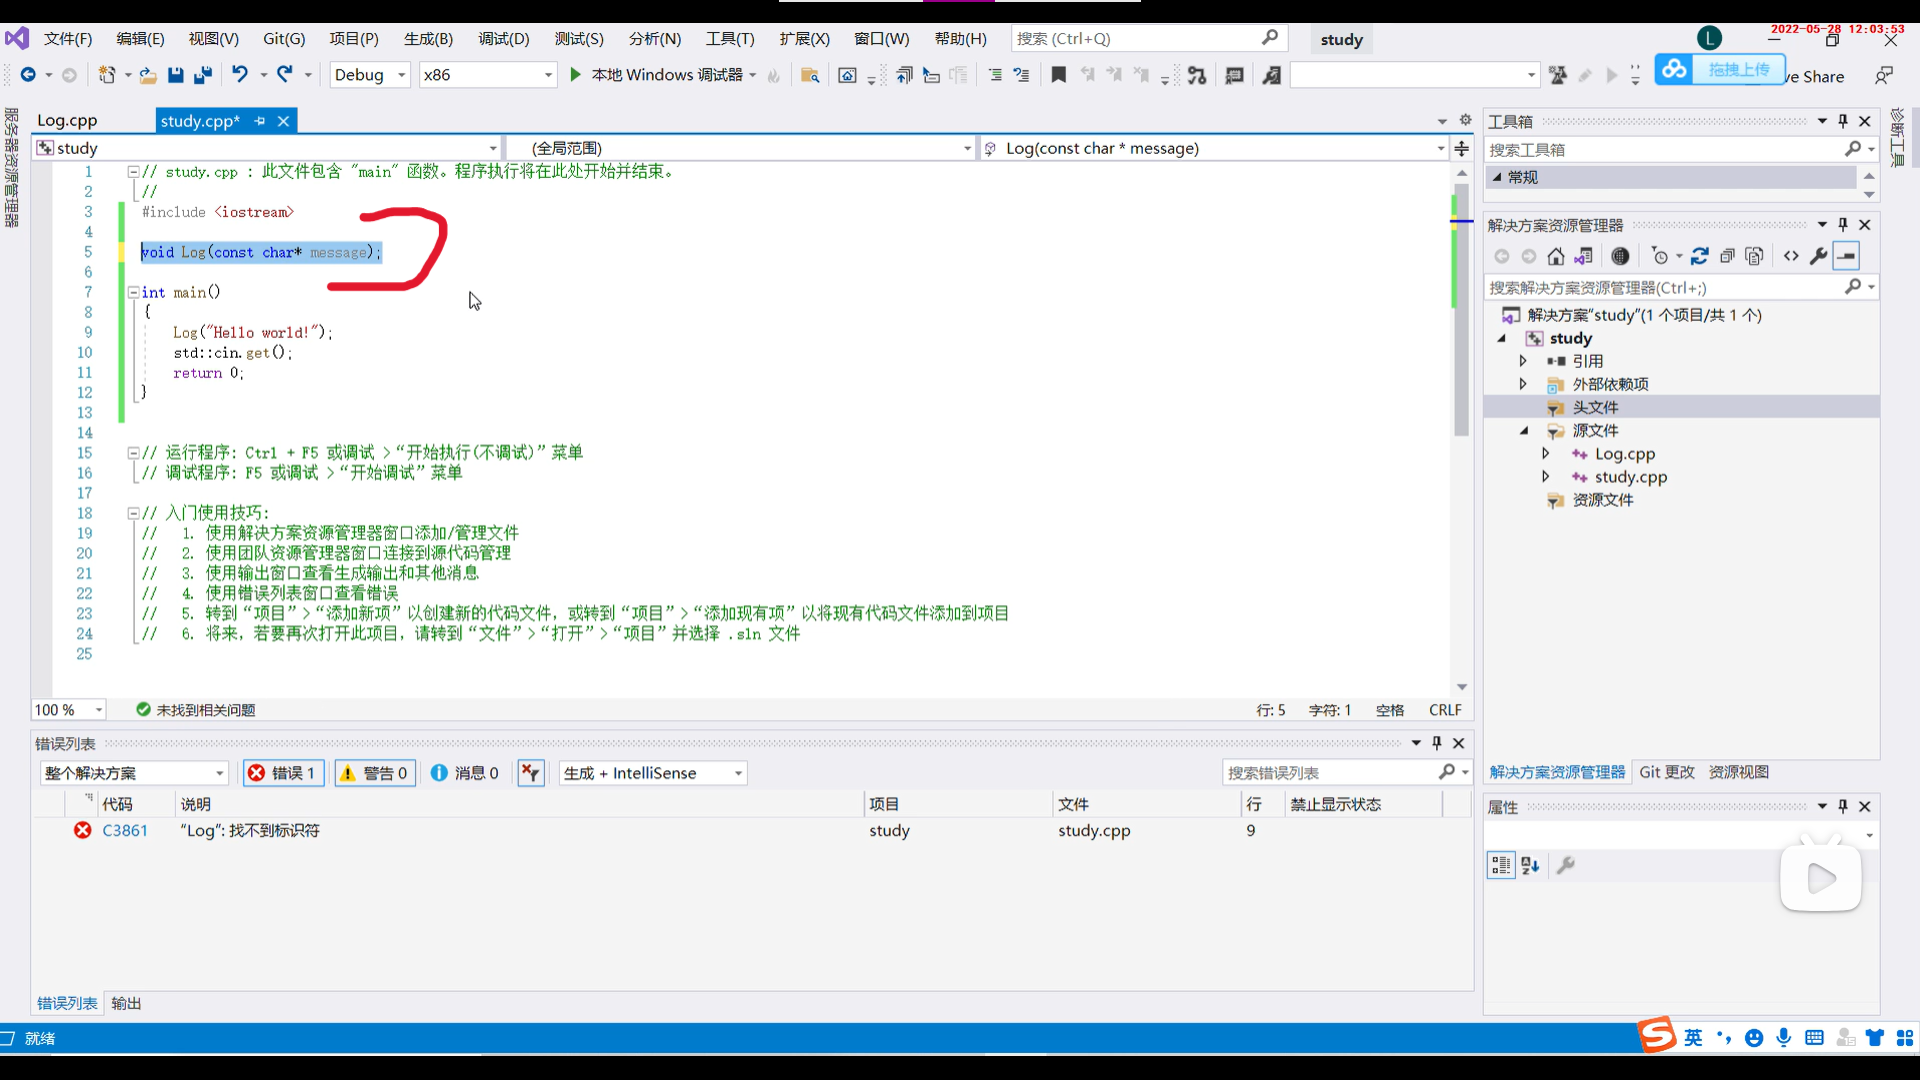 文件(F) 编辑(E) 视图(V) Git(G) 项目(P) 生成(B) 调试(D) 测试(S) 分析(N) 工具(T) 扩展(X) 窗口(W) 帮助(H) 搜索 (Ctrl+Q) study L 2022-05-28 12:03:53
Debug x86 本地 Windows 调试器 拖拽上传 ve Share
服务器资源管理器
Log.cpp study.cpp*
study (全局范围) Log(const char * message)
1 // study.cpp : 此文件包含 "main" 函数。程序执行将在此处开始并结束。
2 //
3 #include <iostream>
4
5 void Log(const char* message);
6
7 int main()
8 {
9 Log("Hello world!");
10 std::cin.get();
11 return 0;
12 }
13
14
15 // 运行程序: Ctrl + F5 或调试 >“开始执行(不调试)”菜单
16 // 调试程序: F5 或调试 >“开始调试”菜单
17
18 // 入门使用技巧:
19 // 1. 使用解决方案资源管理器窗口添加/管理文件
20 // 2. 使用团队资源管理器窗口连接到源代码管理
21 // 3. 使用输出窗口查看生成输出和其他消息
22 // 4. 使用错误列表窗口查看错误
23 // 5. 转到“项目”>“添加新项”以创建新的代码文件，或转到“项目”>“添加现有项”以将现有代码文件添加到项目
24 // 6. 将来，若要再次打开此项目，请转到“文件”>“打开”>“项目”并选择 .sln 文件
25
100 % 未找到相关问题 行: 5 字符: 1 空格 CRLF
错误列表
整个解决方案 错误 1 警告 0 消息 0 生成 + IntelliSense 搜索错误列表
代码 说明 项目 文件 行 禁止显示状态
C3861 “Log”: 找不到标识符 study study.cpp 9
错误列表 输出
就绪
工具箱
搜索工具箱
常规
解决方案资源管理器
搜索解决方案资源管理器(Ctrl+;)
解决方案“study”(1 个项目/共 1 个)
study
引用
外部依赖项
头文件
源文件
Log.cpp
study.cpp
资源文件
解决方案资源管理器 Git 更改 资源视图
属性
诊断工具
S 英